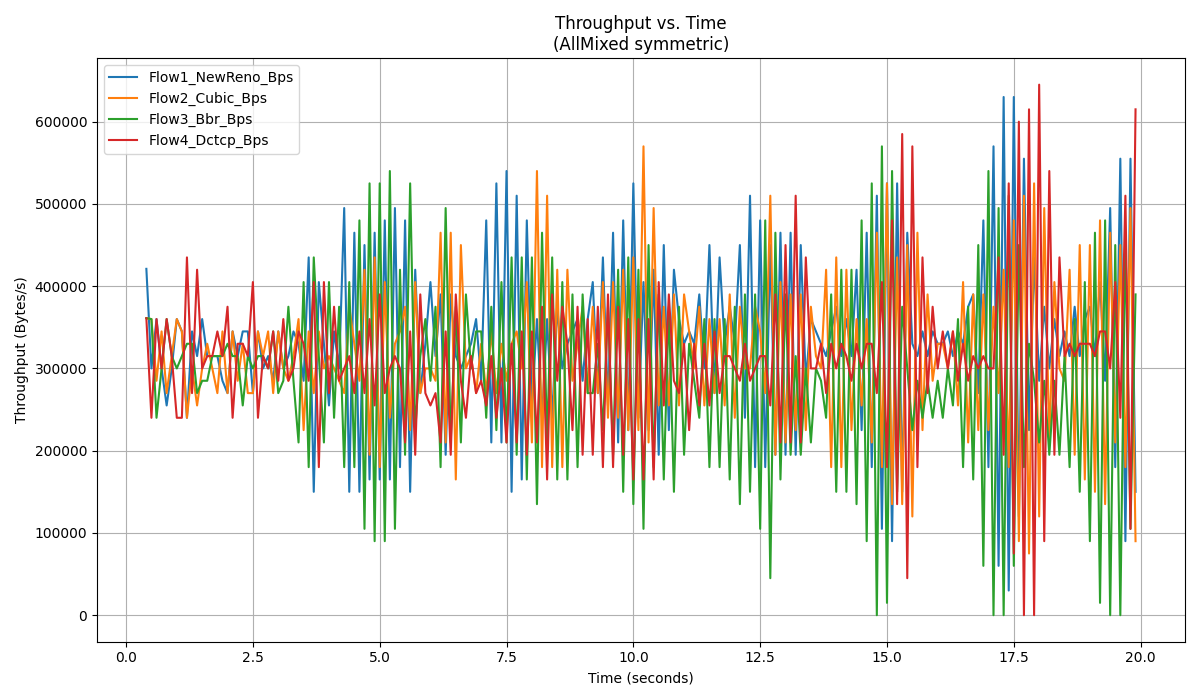 Throughput vs. Time
(AllMixed symmetric)
Flow1_NewReno_Bps
Flow2_Cubic_Bps
Flow3_Bbr_Bps
Flow4_Dctcp_Bps
Throughput (Bytes/s)
600000
500000
400000
300000
200000
100000
0
0.0 2.5 5.0 7.5 10.0 12.5 15.0 17.5 20.0
Time (seconds)